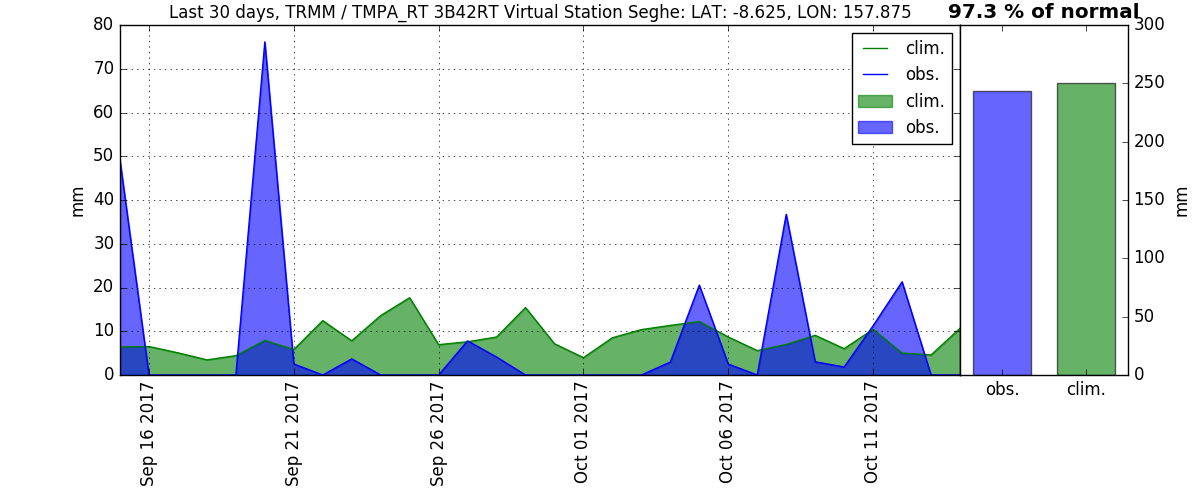 Last 30 days, TRMM / TMPA_RT 3B42RT Virtual Station Seghe: LAT: -8.625, LON: 157.875
97.3 % of normal
80
70
60
50
40
30
20
10
0
mm
clim.
obs.
clim.
obs.
300
250
200
150
100
50
0
mm
Sep 16 2017
Sep 21 2017
Sep 26 2017
Oct 01 2017
Oct 06 2017
Oct 11 2017
obs.
clim.